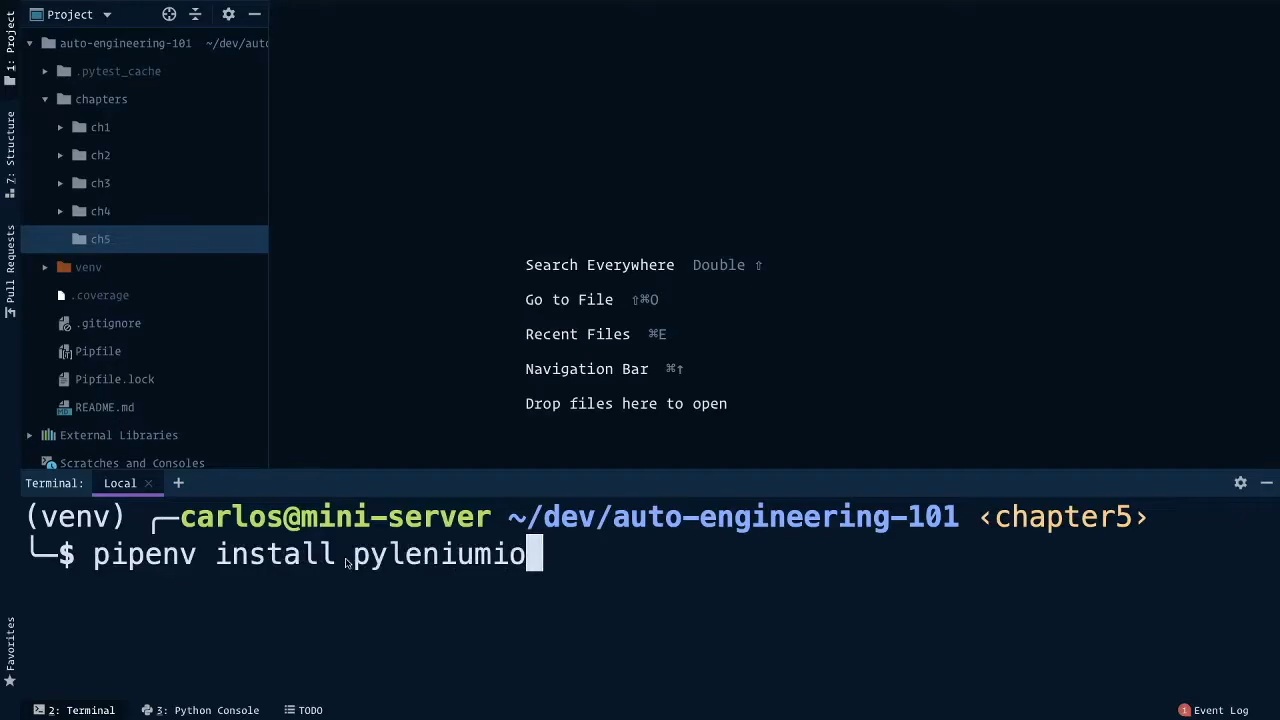 Project
auto-engineering-101 ~/dev/auto
.pytest_cache
chapters
ch1
ch2
ch3
ch4
ch5
venv
.coverage
.gitignore
Pipfile
Pipfile.lock
README.md
External Libraries
Scratches and Consoles
1: Project
7: Structure
Pull Requests
Favorites
Search Everywhere Double ⇧
Go to File ⇧⌘O
Recent Files ⌘E
Navigation Bar ⌘↑
Drop files here to open
Terminal: Local × +
(venv) ╭─carlos@mini-server ~/dev/auto-engineering-101 ‹chapter5›
╰─$ pipenv install pyleniumio
2: Terminal 3: Python Console TODO
1 Event Log